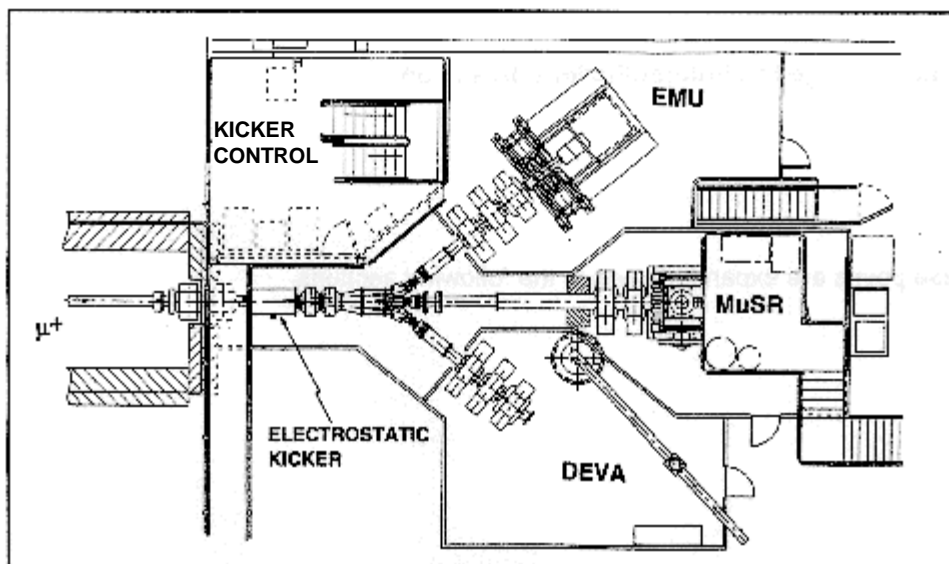 EMU
KICKER
CONTROL
MuSR
μ+
ELECTROSTATIC
KICKER
DEVA